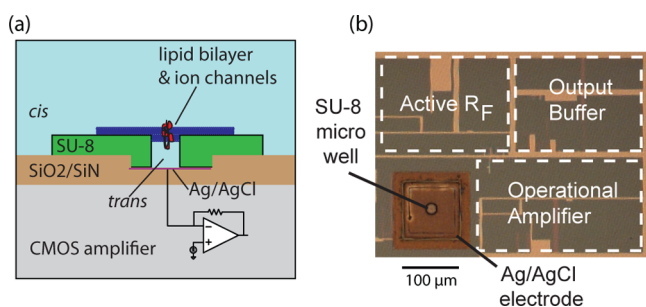 (a)
lipid bilayer
& ion channels
cis
SU-8
SiO2/SiN
trans
Ag/AgCl
CMOS amplifier
−
+
(b)
Active RF
Output
Buffer
SU-8
micro
well
Operational
Amplifier
100 μm
Ag/AgCl
electrode